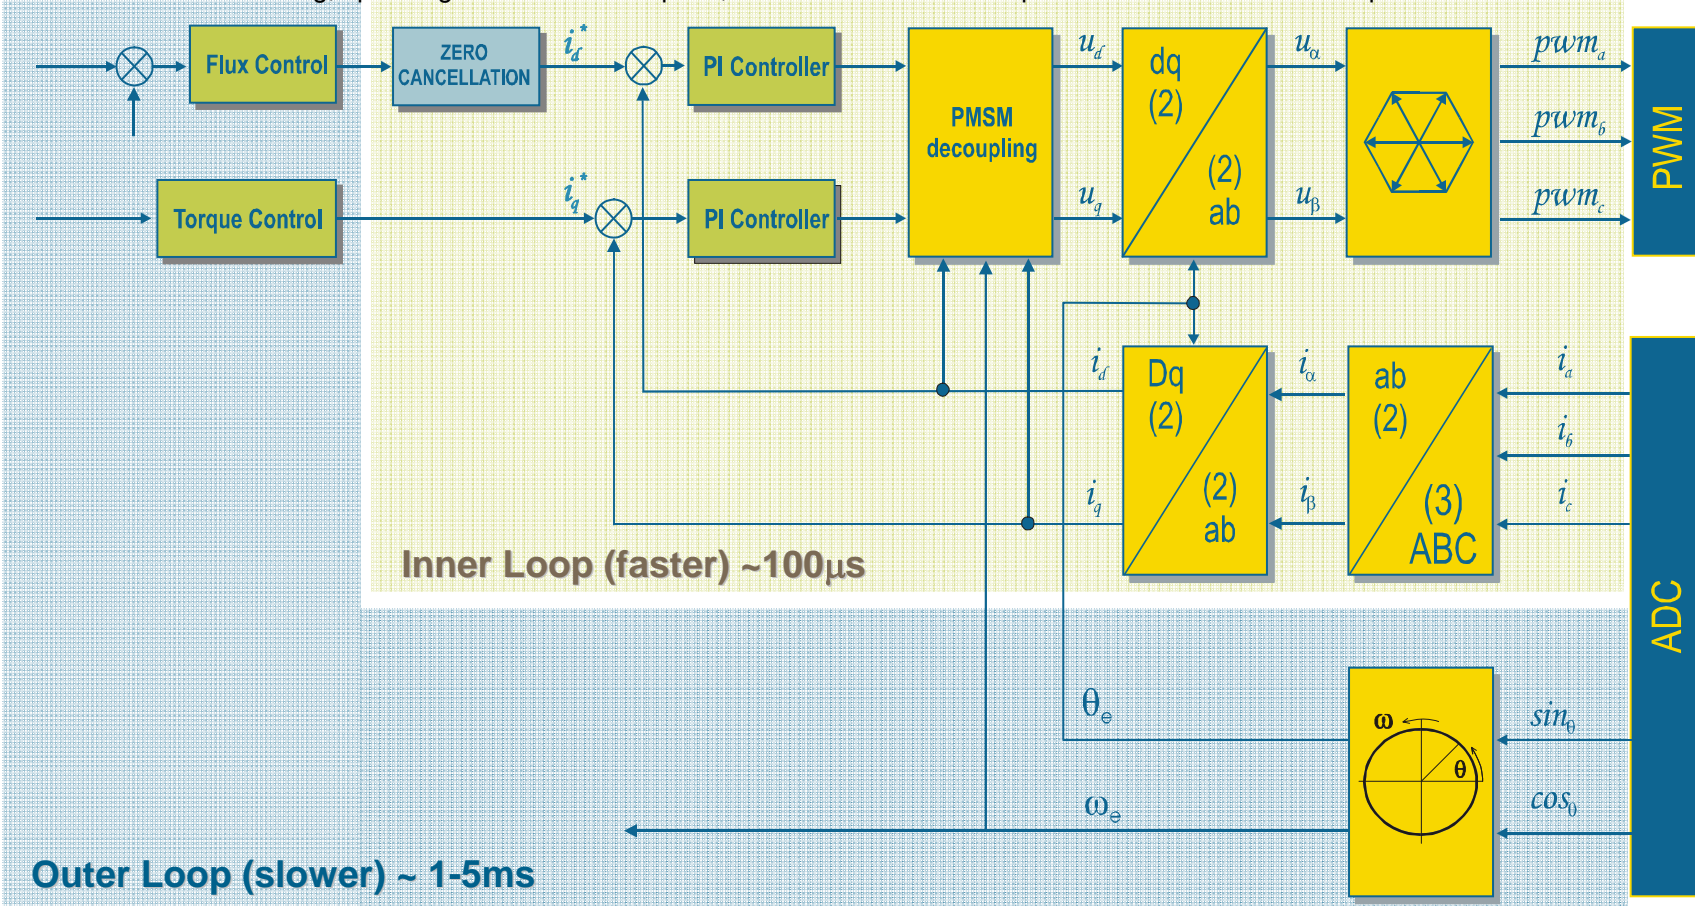 Flux Control
ZERO
CANCELLATION
i_d*
PI Controller
PMSM
decoupling
u_d
dq
(2)
(2)
ab
u_α
pwm_a
pwm_b
pwm_c
PWM
Torque Control
i_q*
PI Controller
u_q
u_β
i_d
Dq
(2)
(2)
ab
i_α
ab
(2)
(3)
ABC
i_a
i_b
i_c
i_q
i_β
ADC
Inner Loop (faster) ~100μs
θ_e
ω
θ
sin_θ
ω_e
cos_θ
Outer Loop (slower) ~ 1-5ms